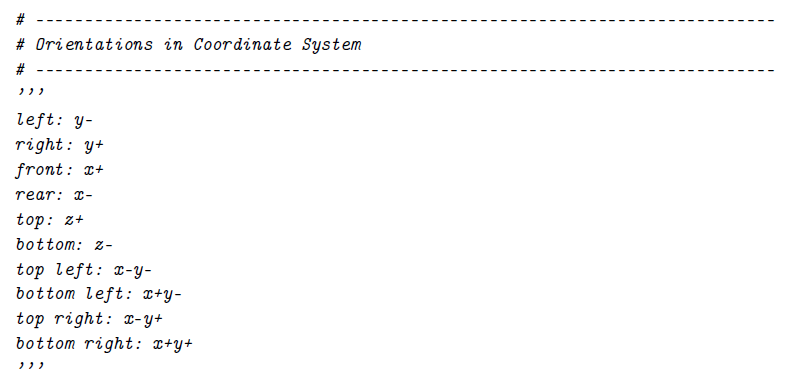 # ---------------------------------------------------------------------------
# Orientations in Coordinate System
# ---------------------------------------------------------------------------
'''
left: y-
right: y+
front: x+
rear: x-
top: z+
bottom: z-
top left: x-y-
bottom left: x+y-
top right: x-y+
bottom right: x+y+
'''